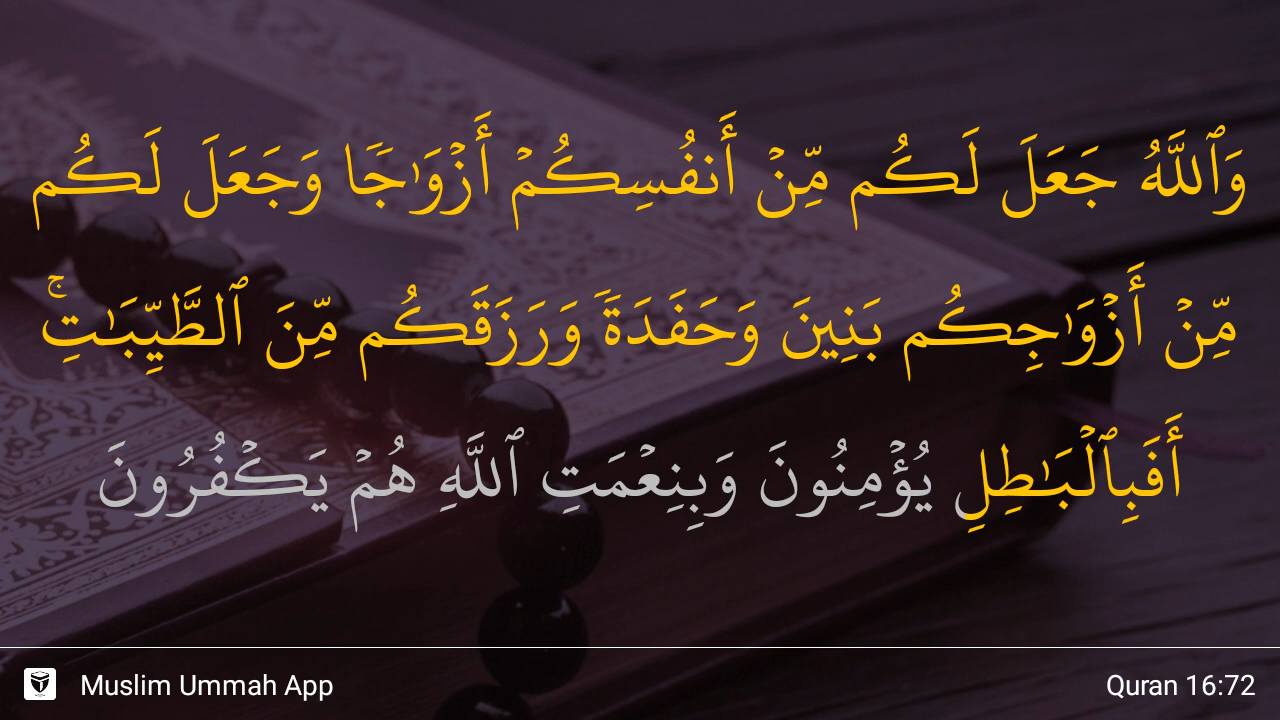 وَٱللَّهُ جَعَلَ لَكُم مِّنۡ أَنفُسِكُمۡ أَزۡوَٰجٗا وَجَعَلَ لَكُم
مِّنۡ أَزۡوَٰجِكُم بَنِينَ وَحَفَدَةٗ وَرَزَقَكُم مِّنَ ٱلطَّيِّبَٰتِۚ
أَفَبِٱلۡبَٰطِلِ يُؤۡمِنُونَ وَبِنِعۡمَتِ ٱللَّهِ هُمۡ يَكۡفُرُونَ
Muslim Ummah App
Quran 16:72